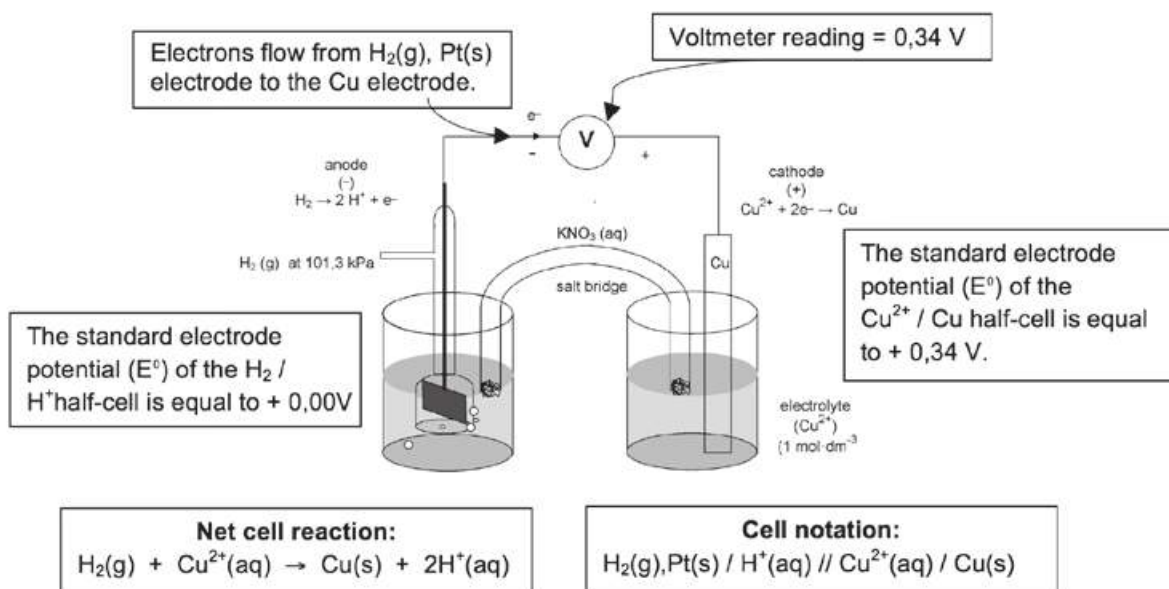 Electrons flow from H₂(g), Pt(s)
electrode to the Cu electrode.
Voltmeter reading = 0,34 V
e⁻
V
-
+
anode
(–)
H₂ → 2 H⁺ + e-
cathode
(+)
Cu²⁺ + 2e- → Cu
KNO₃ (aq)
salt bridge
H₂ (g) at 101,3 kPa
Cu
The standard electrode
potential (E⁰) of the
Cu²⁺ / Cu half-cell is equal
to + 0,34 V.
The standard electrode
potential (E⁰) of the H₂ /
H⁺half-cell is equal to + 0,00V
electrolyte
(Cu²⁺)
(1 mol·dm⁻³
Net cell reaction:
H₂(g) + Cu²⁺(aq) → Cu(s) + 2H⁺(aq)
Cell notation:
H₂(g),Pt(s) / H⁺(aq) // Cu²⁺(aq) / Cu(s)